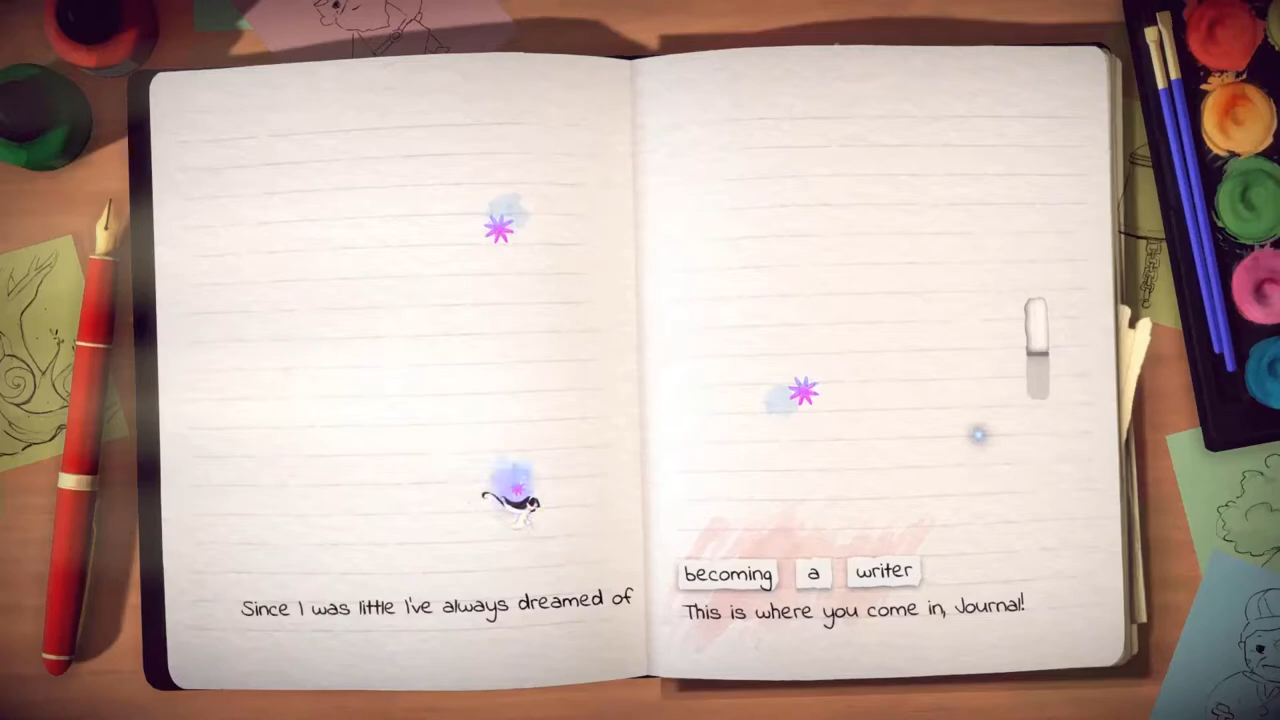 Since I was little I've always dreamed of
becoming a writer
This is where you come in, Journal!